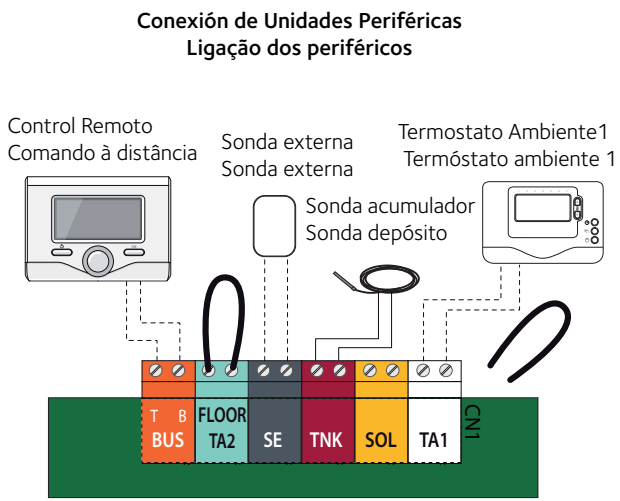 Conexión de Unidades Periféricas
Ligação dos periféricos
Control Remoto
Comando à distância
Sonda externa
Sonda externa
Termostato Ambiente1
Termóstato ambiente 1
Sonda acumulador
Sonda depósito
T B
BUS
FLOOR
TA2
SE
TNK
SOL
TA1
CN1